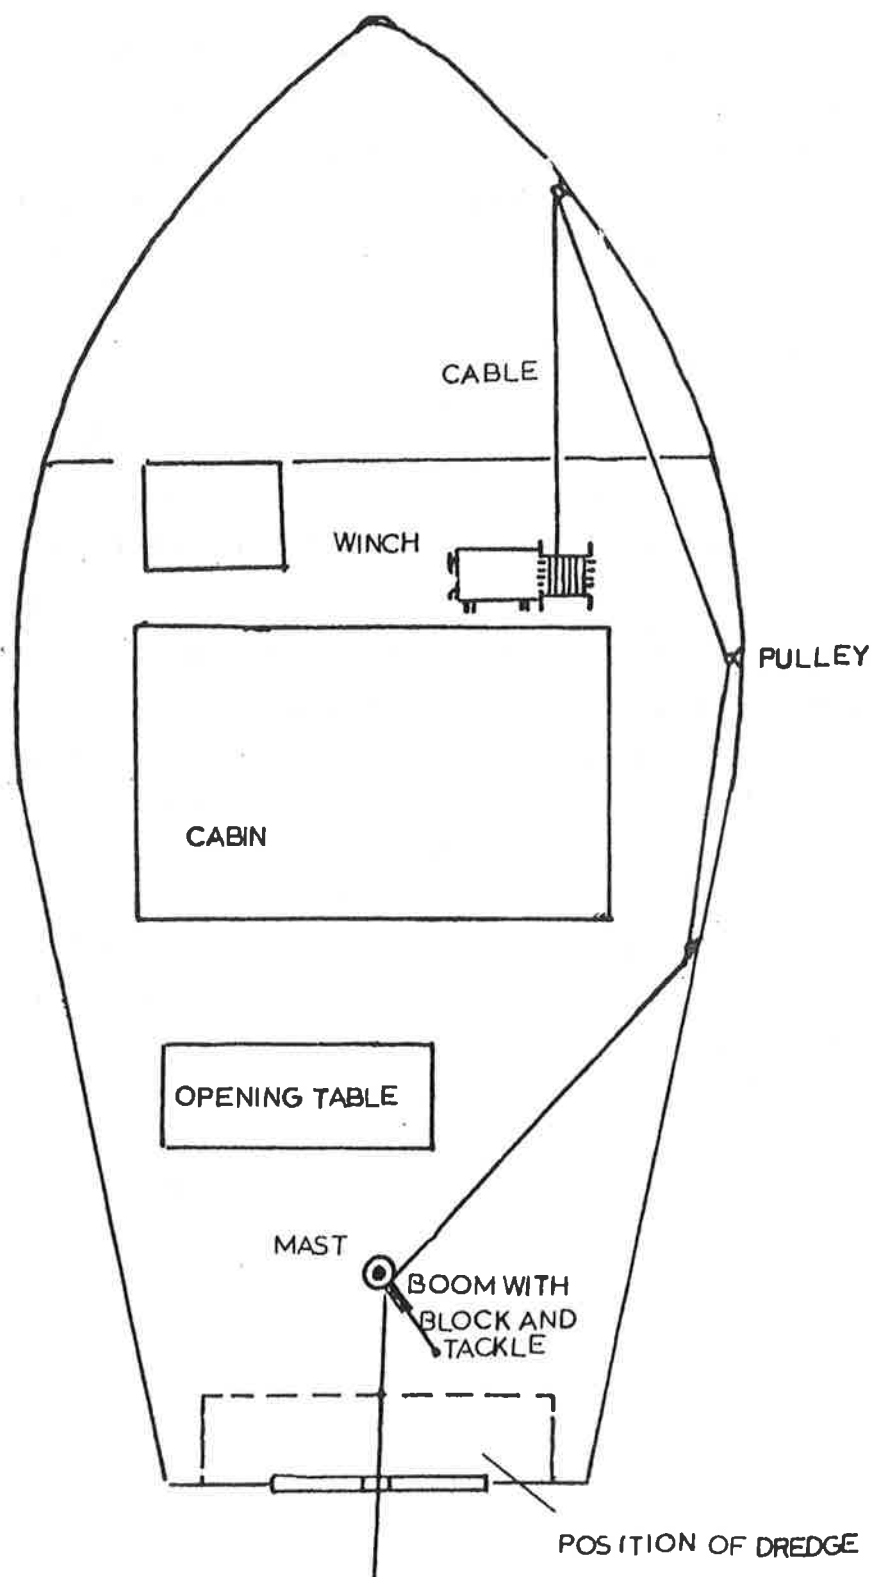 CABLE
WINCH
PULLEY
CABIN
OPENING TABLE
MAST
BOOM WITH
BLOCK AND
TACKLE
POSITION OF DREDGE